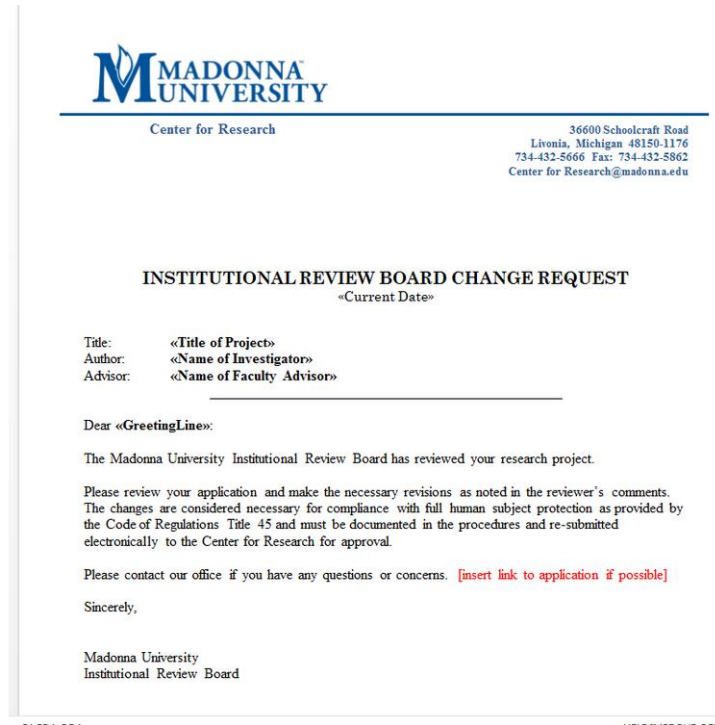 MADONNA
UNIVERSITY
Center for Research
36600 Schoolcraft Road
Livonia, Michigan 48150-1176
734-432-5666 Fax: 734-432-5862
Center for Research@madonna.edu
INSTITUTIONAL REVIEW BOARD CHANGE REQUEST
«Current Date»
Title: «Title of Project»
Author: «Name of Investigator»
Advisor: «Name of Faculty Advisor»
Dear «GreetingLine»:
The Madonna University Institutional Review Board has reviewed your research project.
Please review your application and make the necessary revisions as noted in the reviewer's comments.
The changes are considered necessary for compliance with full human subject protection as provided by
the Code of Regulations Title 45 and must be documented in the procedures and re-submitted
electronically to the Center for Research for approval.
Please contact our office if you have any questions or concerns. [insert link to application if possible]
Sincerely,
Madonna University
Institutional Review Board